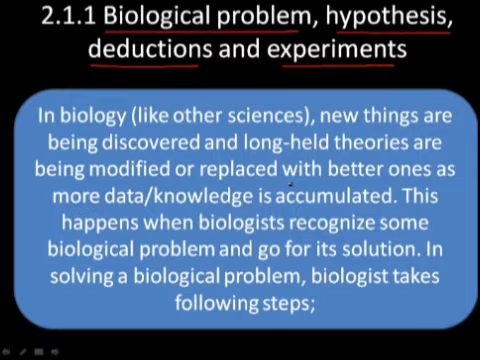 2.1.1 Biological problem, hypothesis,
deductions and experiments
In biology (like other sciences), new things are
being discovered and long-held theories are
being modified or replaced with better ones as
more data/knowledge is accumulated. This
happens when biologists recognize some
biological problem and go for its solution. In
solving a biological problem, biologist takes
following steps;